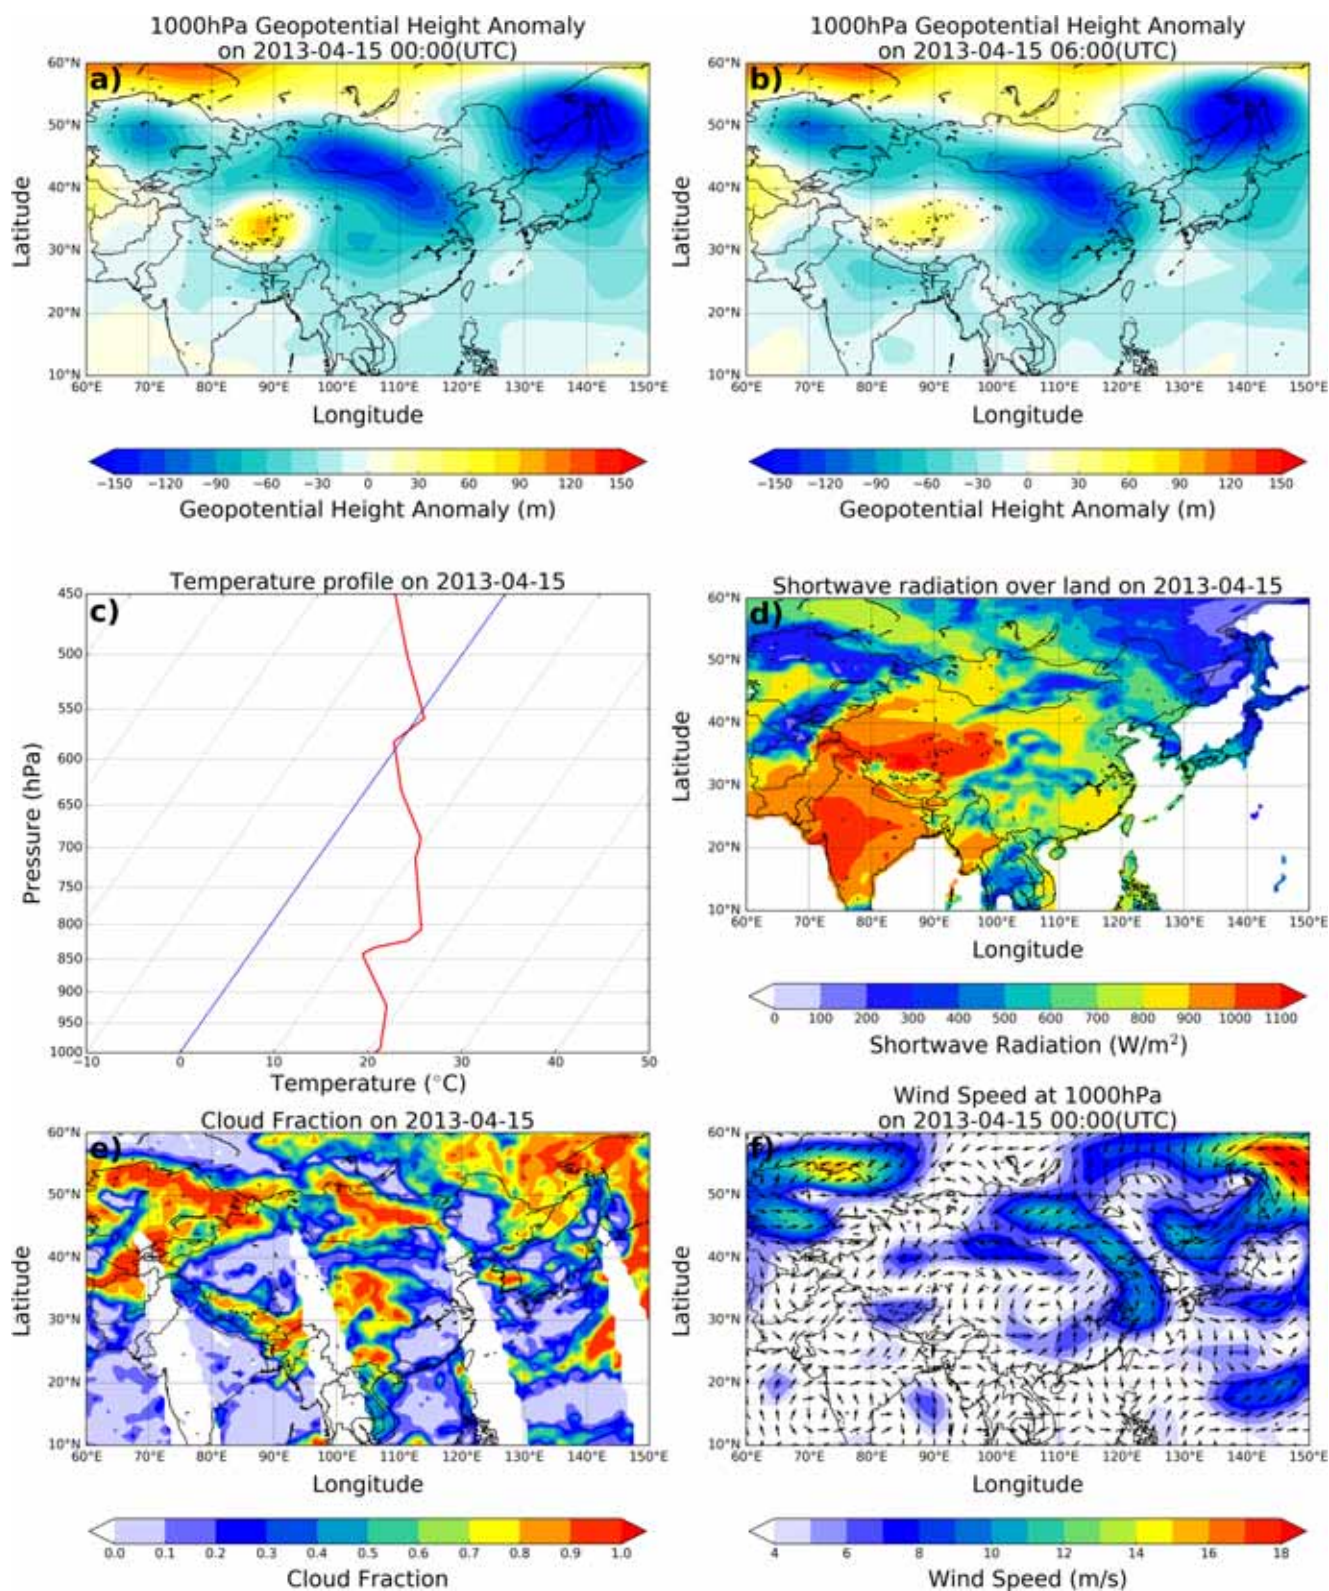 1000hPa Geopotential Height Anomaly
on 2013-04-15 00:00(UTC)
a)
60°N
50°N
40°N
30°N
20°N
10°N
Latitude
60°E 70°E 80°E 90°E 100°E 110°E 120°E 130°E 140°E 150°E
Longitude
−150 −120 −90 −60 −30 0 30 60 90 120 150
Geopotential Height Anomaly (m)
1000hPa Geopotential Height Anomaly
on 2013-04-15 06:00(UTC)
b)
60°N
50°N
40°N
30°N
20°N
10°N
Latitude
60°E 70°E 80°E 90°E 100°E 110°E 120°E 130°E 140°E 150°E
Longitude
−150 −120 −90 −60 −30 0 30 60 90 120 150
Geopotential Height Anomaly (m)
Temperature profile on 2013-04-15
c)
450
500
550
600
650
700
750
800
850
900
950
1000
Pressure (hPa)
−10 0 10 20 30 40 50
Temperature (°C)
Shortwave radiation over land on 2013-04-15
d)
60°N
50°N
40°N
30°N
20°N
10°N
Latitude
60°E 70°E 80°E 90°E 100°E 110°E 120°E 130°E 140°E 150°E
Longitude
0 100 200 300 400 500 600 700 800 900 1000 1100
Shortwave Radiation (W/m²)
Cloud Fraction on 2013-04-15
e)
60°N
50°N
40°N
30°N
20°N
10°N
Latitude
60°E 70°E 80°E 90°E 100°E 110°E 120°E 130°E 140°E 150°E
Longitude
0.0 0.1 0.2 0.3 0.4 0.5 0.6 0.7 0.8 0.9 1.0
Cloud Fraction
Wind Speed at 1000hPa
on 2013-04-15 00:00(UTC)
f)
60°N
50°N
40°N
30°N
20°N
10°N
Latitude
60°E 70°E 80°E 90°E 100°E 110°E 120°E 130°E 140°E 150°E
Longitude
4 6 8 10 12 14 16 18
Wind Speed (m/s)